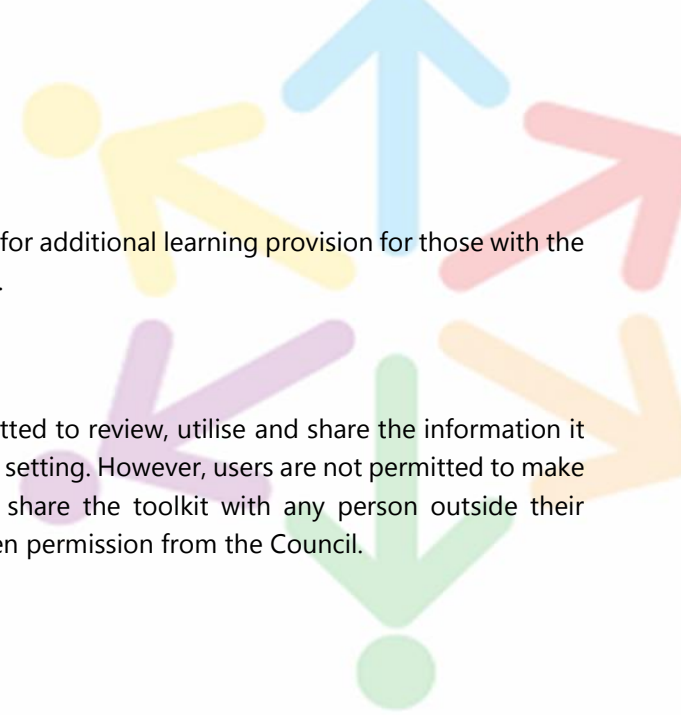 for additional learning provision for those with the
.
tted to review, utilise and share the information it
setting. However, users are not permitted to make
share the toolkit with any person outside their
en permission from the Council.